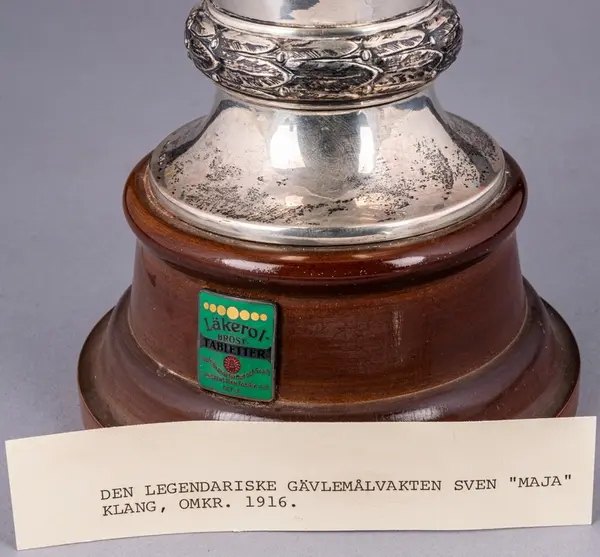 Läkerol-
BRÖST
TABLETTER
DEN LEGENDARISKE GÄVLEMÅLVAKTEN SVEN "MAJA"
KLANG, OMKR. 1916.